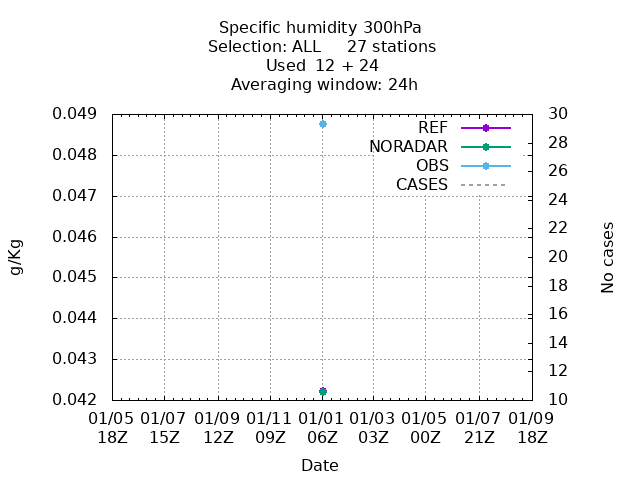 Specific humidity 300hPa
Selection: ALL     27 stations
Used  12 + 24
Averaging window: 24h
0.049
0.048
0.047
0.046
0.045
0.044
0.043
0.042
g/Kg
REF
NORADAR
OBS
CASES
30
28
26
24
22
20
18
16
14
12
10
No cases
01/05 01/07 01/09 01/11 01/01 01/03 01/05 01/07 01/09
18Z 15Z 12Z 09Z 06Z 03Z 00Z 21Z 18Z
Date